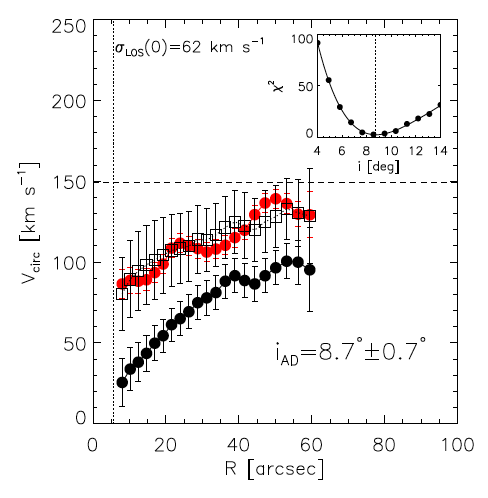 σLOS(0)=62 km s⁻¹
250
200
150
100
50
0
Vcirc [km s⁻¹]
0 20 40 60 80 100
R [arcsec]
iAD=8.7°±0.7°
100
50
0
χ²
4 6 8 10 12 14
i [deg]